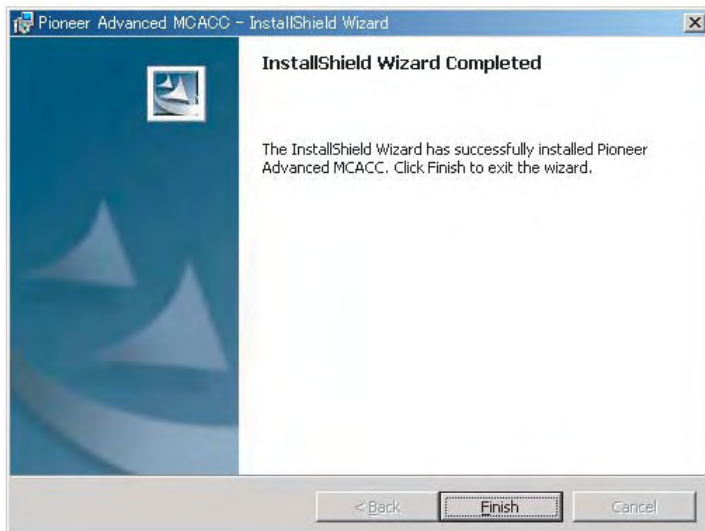 Pioneer Advanced MCACC - InstallShield Wizard
InstallShield Wizard Completed
The InstallShield Wizard has successfully installed Pioneer
Advanced MCACC. Click Finish to exit the wizard.
< Back
Finish
Cancel